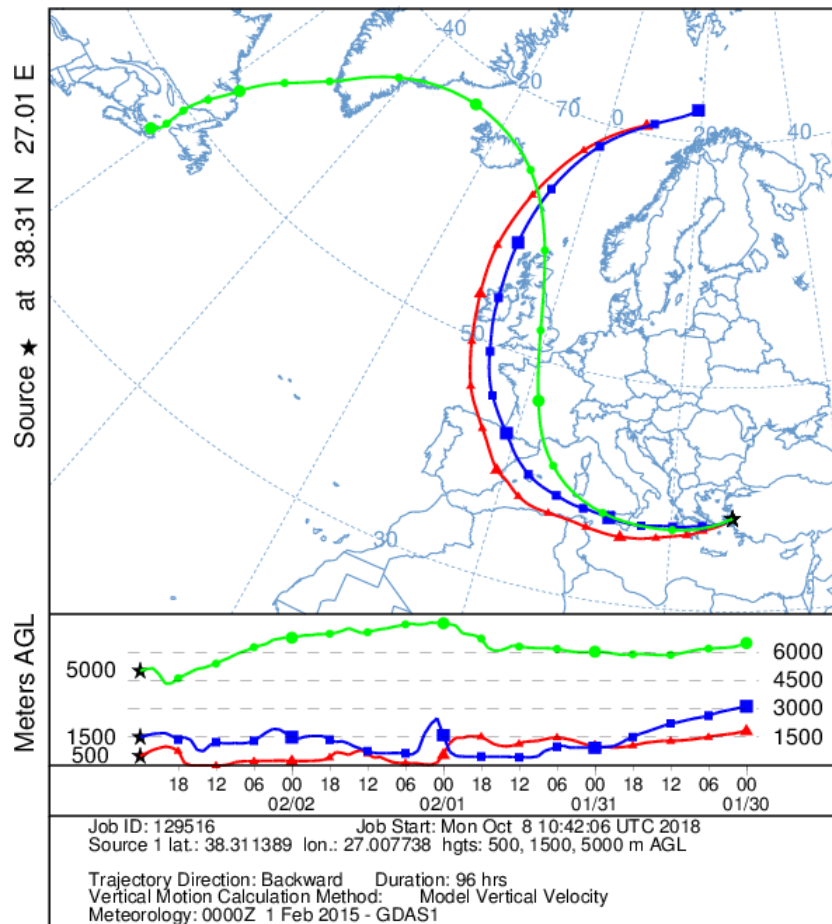 Source ★ at 38.31 N 27.01 E
-40
-20
70
0
20
40
50
30
Meters AGL
5000
1500
500
6000
4500
3000
1500
18 12 06 00 18 12 06 00 18 12 06 00 18 12 06 00
02/02 02/01 01/31 01/30
Job ID: 129516 Job Start: Mon Oct 8 10:42:06 UTC 2018
Source 1 lat.: 38.311389 lon.: 27.007738 hgts: 500, 1500, 5000 m AGL
Trajectory Direction: Backward Duration: 96 hrs
Vertical Motion Calculation Method: Model Vertical Velocity
Meteorology: 0000Z 1 Feb 2015 - GDAS1